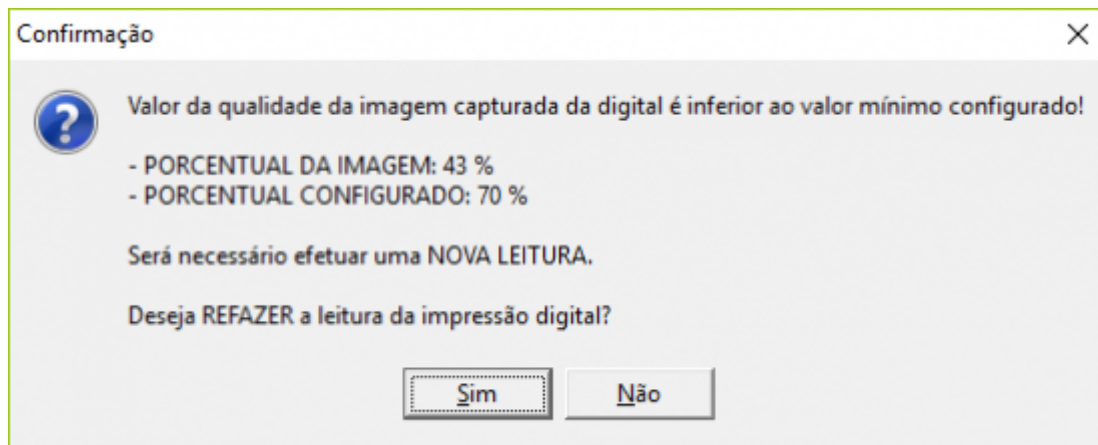 Confirmação
Valor da qualidade da imagem capturada da digital é inferior ao valor mínimo configurado!
- PORCENTUAL DA IMAGEM: 43 %
- PORCENTUAL CONFIGURADO: 70 %
Será necessário efetuar uma NOVA LEITURA.
Deseja REFAZER a leitura da impressão digital?
Sim
Não